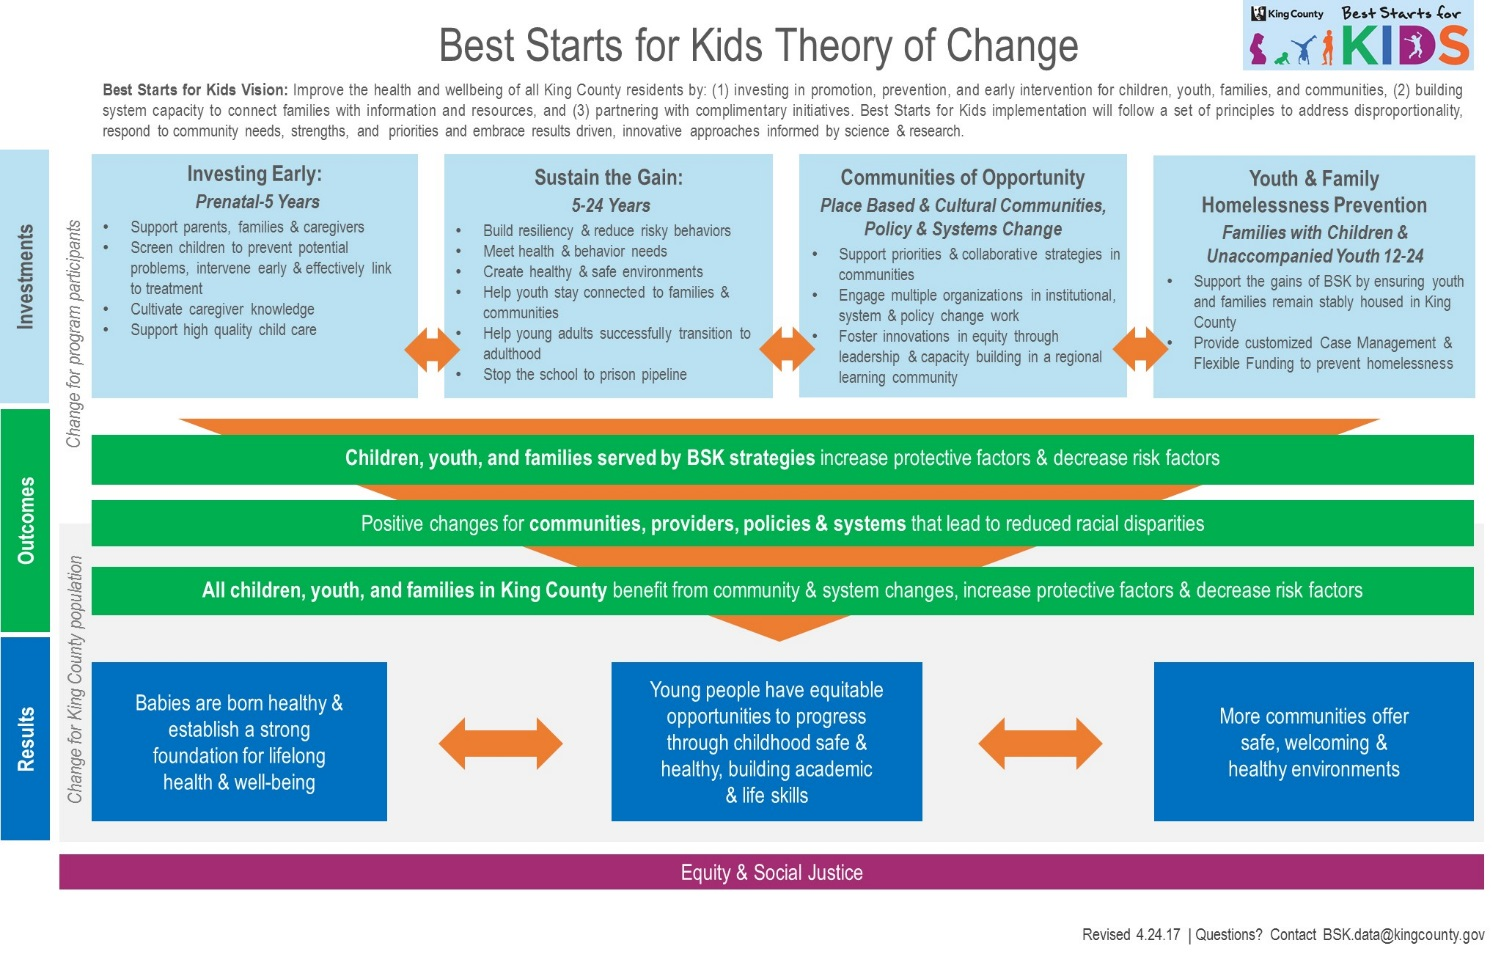 King County
Best Starts for
KIDS
Best Starts for Kids Theory of Change
Best Starts for Kids Vision: Improve the health and wellbeing of all King County residents by: (1) investing in promotion, prevention, and early intervention for children, youth, families, and communities, (2) building
system capacity to connect families with information and resources, and (3) partnering with complimentary initiatives. Best Starts for Kids implementation will follow a set of principles to address disproportionality,
respond to community needs, strengths, and priorities and embrace results driven, innovative approaches informed by science & research.
Investments
Change for program participants
Investing Early:
Prenatal-5 Years
• Support parents, families & caregivers
• Screen children to prevent potential
problems, intervene early & effectively link
to treatment
• Cultivate caregiver knowledge
• Support high quality child care
Sustain the Gain:
5-24 Years
• Build resiliency & reduce risky behaviors
• Meet health & behavior needs
• Create healthy & safe environments
• Help youth stay connected to families &
communities
• Help young adults successfully transition to
adulthood
• Stop the school to prison pipeline
Communities of Opportunity
Place Based & Cultural Communities,
Policy & Systems Change
• Support priorities & collaborative strategies in
communities
• Engage multiple organizations in institutional,
system & policy change work
• Foster innovations in equity through
leadership & capacity building in a regional
learning community
Youth & Family
Homelessness Prevention
Families with Children &
Unaccompanied Youth 12-24
• Support the gains of BSK by ensuring youth
and families remain stably housed in King
County
• Provide customized Case Management &
Flexible Funding to prevent homelessness
Outcomes
Children, youth, and families served by BSK strategies increase protective factors & decrease risk factors
Positive changes for communities, providers, policies & systems that lead to reduced racial disparities
All children, youth, and families in King County benefit from community & system changes, increase protective factors & decrease risk factors
Change for King County population
Results
Babies are born healthy &
establish a strong
foundation for lifelong
health & well-being
Young people have equitable
opportunities to progress
through childhood safe &
healthy, building academic
& life skills
More communities offer
safe, welcoming &
healthy environments
Equity & Social Justice
Revised 4.24.17 | Questions? Contact BSK.data@kingcounty.gov